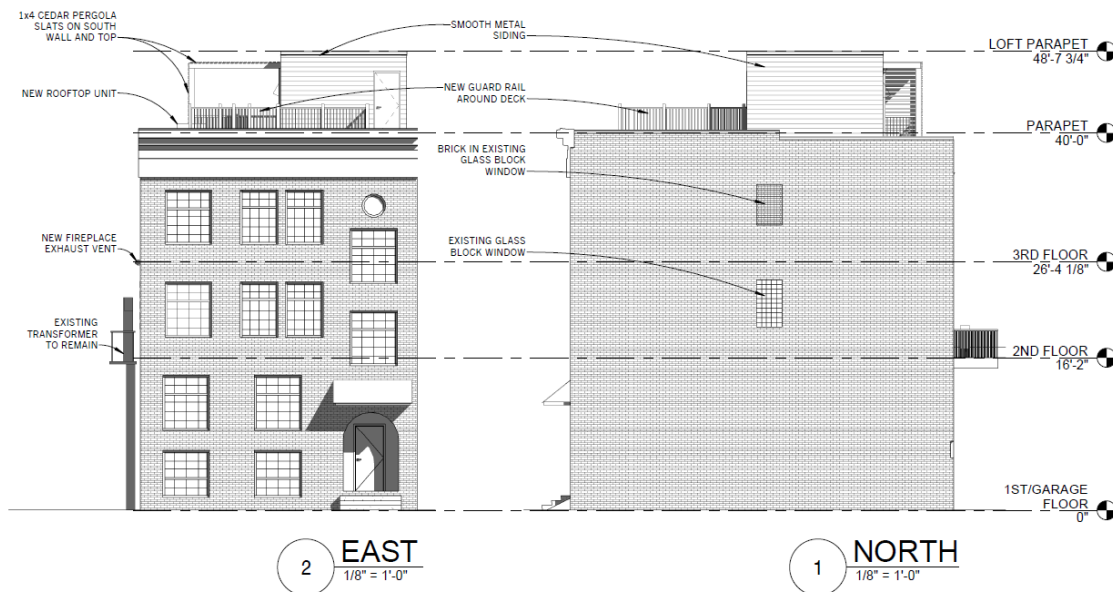 1x4 CEDAR PERGOLA
SLATS ON SOUTH
WALL AND TOP
NEW ROOFTOP UNIT
SMOOTH METAL
SIDING
NEW GUARD RAIL
AROUND DECK
BRICK IN EXISTING
GLASS BLOCK
WINDOW
NEW FIREPLACE
EXHAUST VENT
EXISTING GLASS
BLOCK WINDOW
EXISTING
TRANSFORMER
TO REMAIN
LOFT PARAPET
48'-7 3/4"
PARAPET
40'-0"
3RD FLOOR
26'-4 1/8"
2ND FLOOR
16'-2"
1ST/GARAGE
FLOOR
0"
2 EAST
1/8" = 1'-0"
1 NORTH
1/8" = 1'-0"